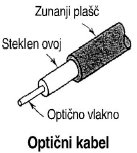 Zunanji plašč
Steklen ovoj
Optično vlakno
Optični kabel